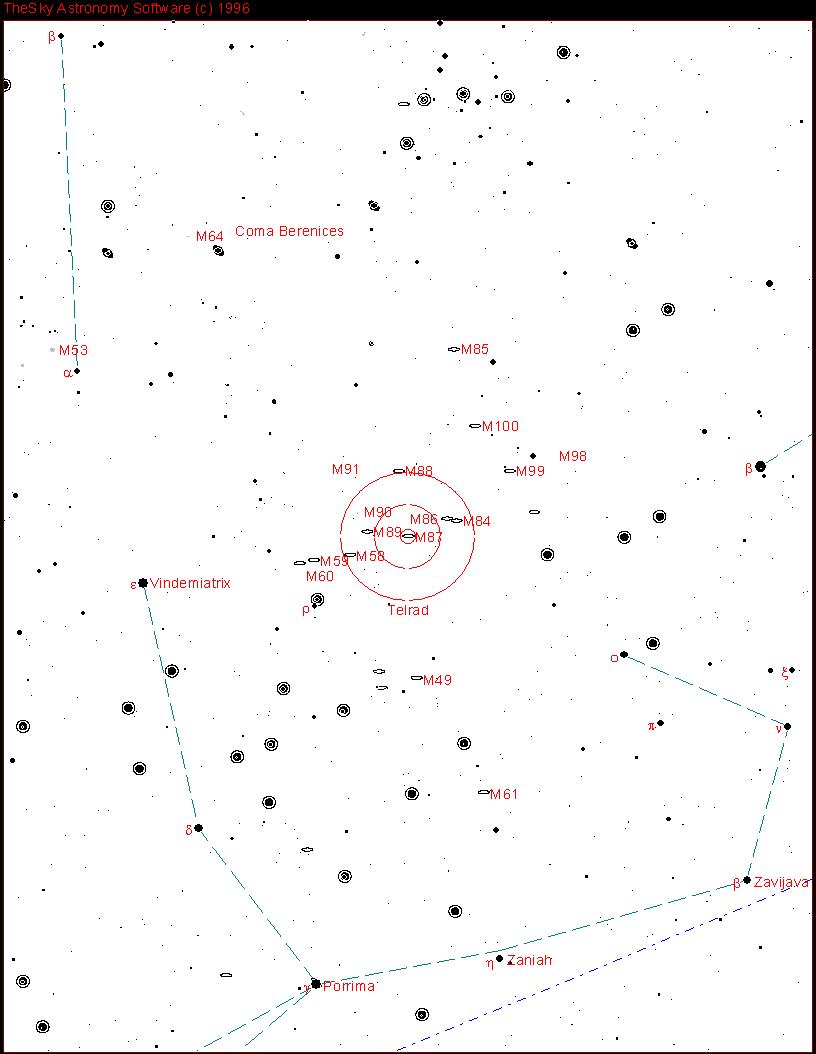 TheSky Astronomy Software (c) 1996
β
M64
Coma Berenices
M53
α
M85
M100
M98
β
M91
M88
M99
M90
M86
M84
M89
M87
M59
M58
M60
ε
Vindemiatrix
ρ
Telrad
ο
ξ
M49
π
ν
M61
δ
β
Zavijava
η
Zaniah
γ
Porrima